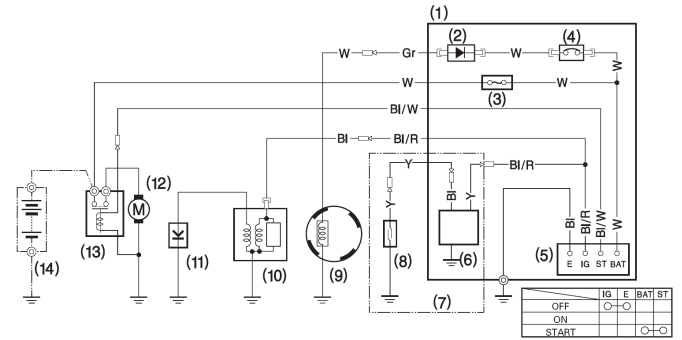 (1)
(2)
(4)
W
Gr
W
W
W
W
(3)
W
Bl/W
Bl
Bl/R
Y
Bl/R
(12)
Y
Bl
Y
M
Y
Bl
Bl/R
Bl/W
W
(5)
E IG ST BAT
(13)
(14)
(11)
(10)
(9)
(8)
(6)
(7)
IG E BAT ST
OFF
ON
START